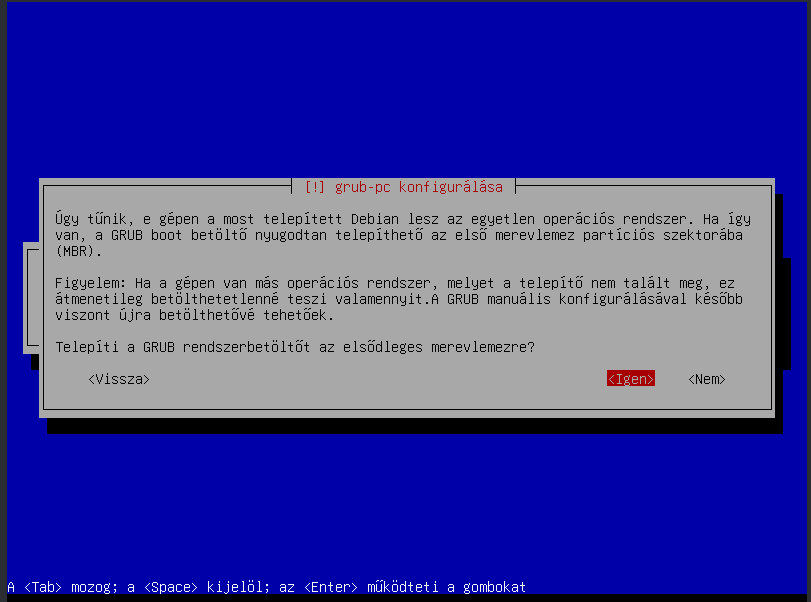 [!] grub-pc konfigurálása
Úgy tűnik, e gépen a most telepített Debian lesz az egyetlen operációs rendszer. Ha így
van, a GRUB boot betöltő nyugodtan telepíthető az első merevlemez partíciós szektorába
(MBR).
Figyelem: Ha a gépen van más operációs rendszer, melyet a telepítő nem talált meg, ez
átmenetileg betölthetetlenné teszi valamennyit.A GRUB manuális konfigurálásával később
viszont újra betölthetővé tehetőek.
Telepíti a GRUB rendszerbetöltőt az elsődleges merevlemezre?
<Vissza> <Igen> <Nem>
A <Tab> mozog; a <Space> kijelöl; az <Enter> működteti a gombokat